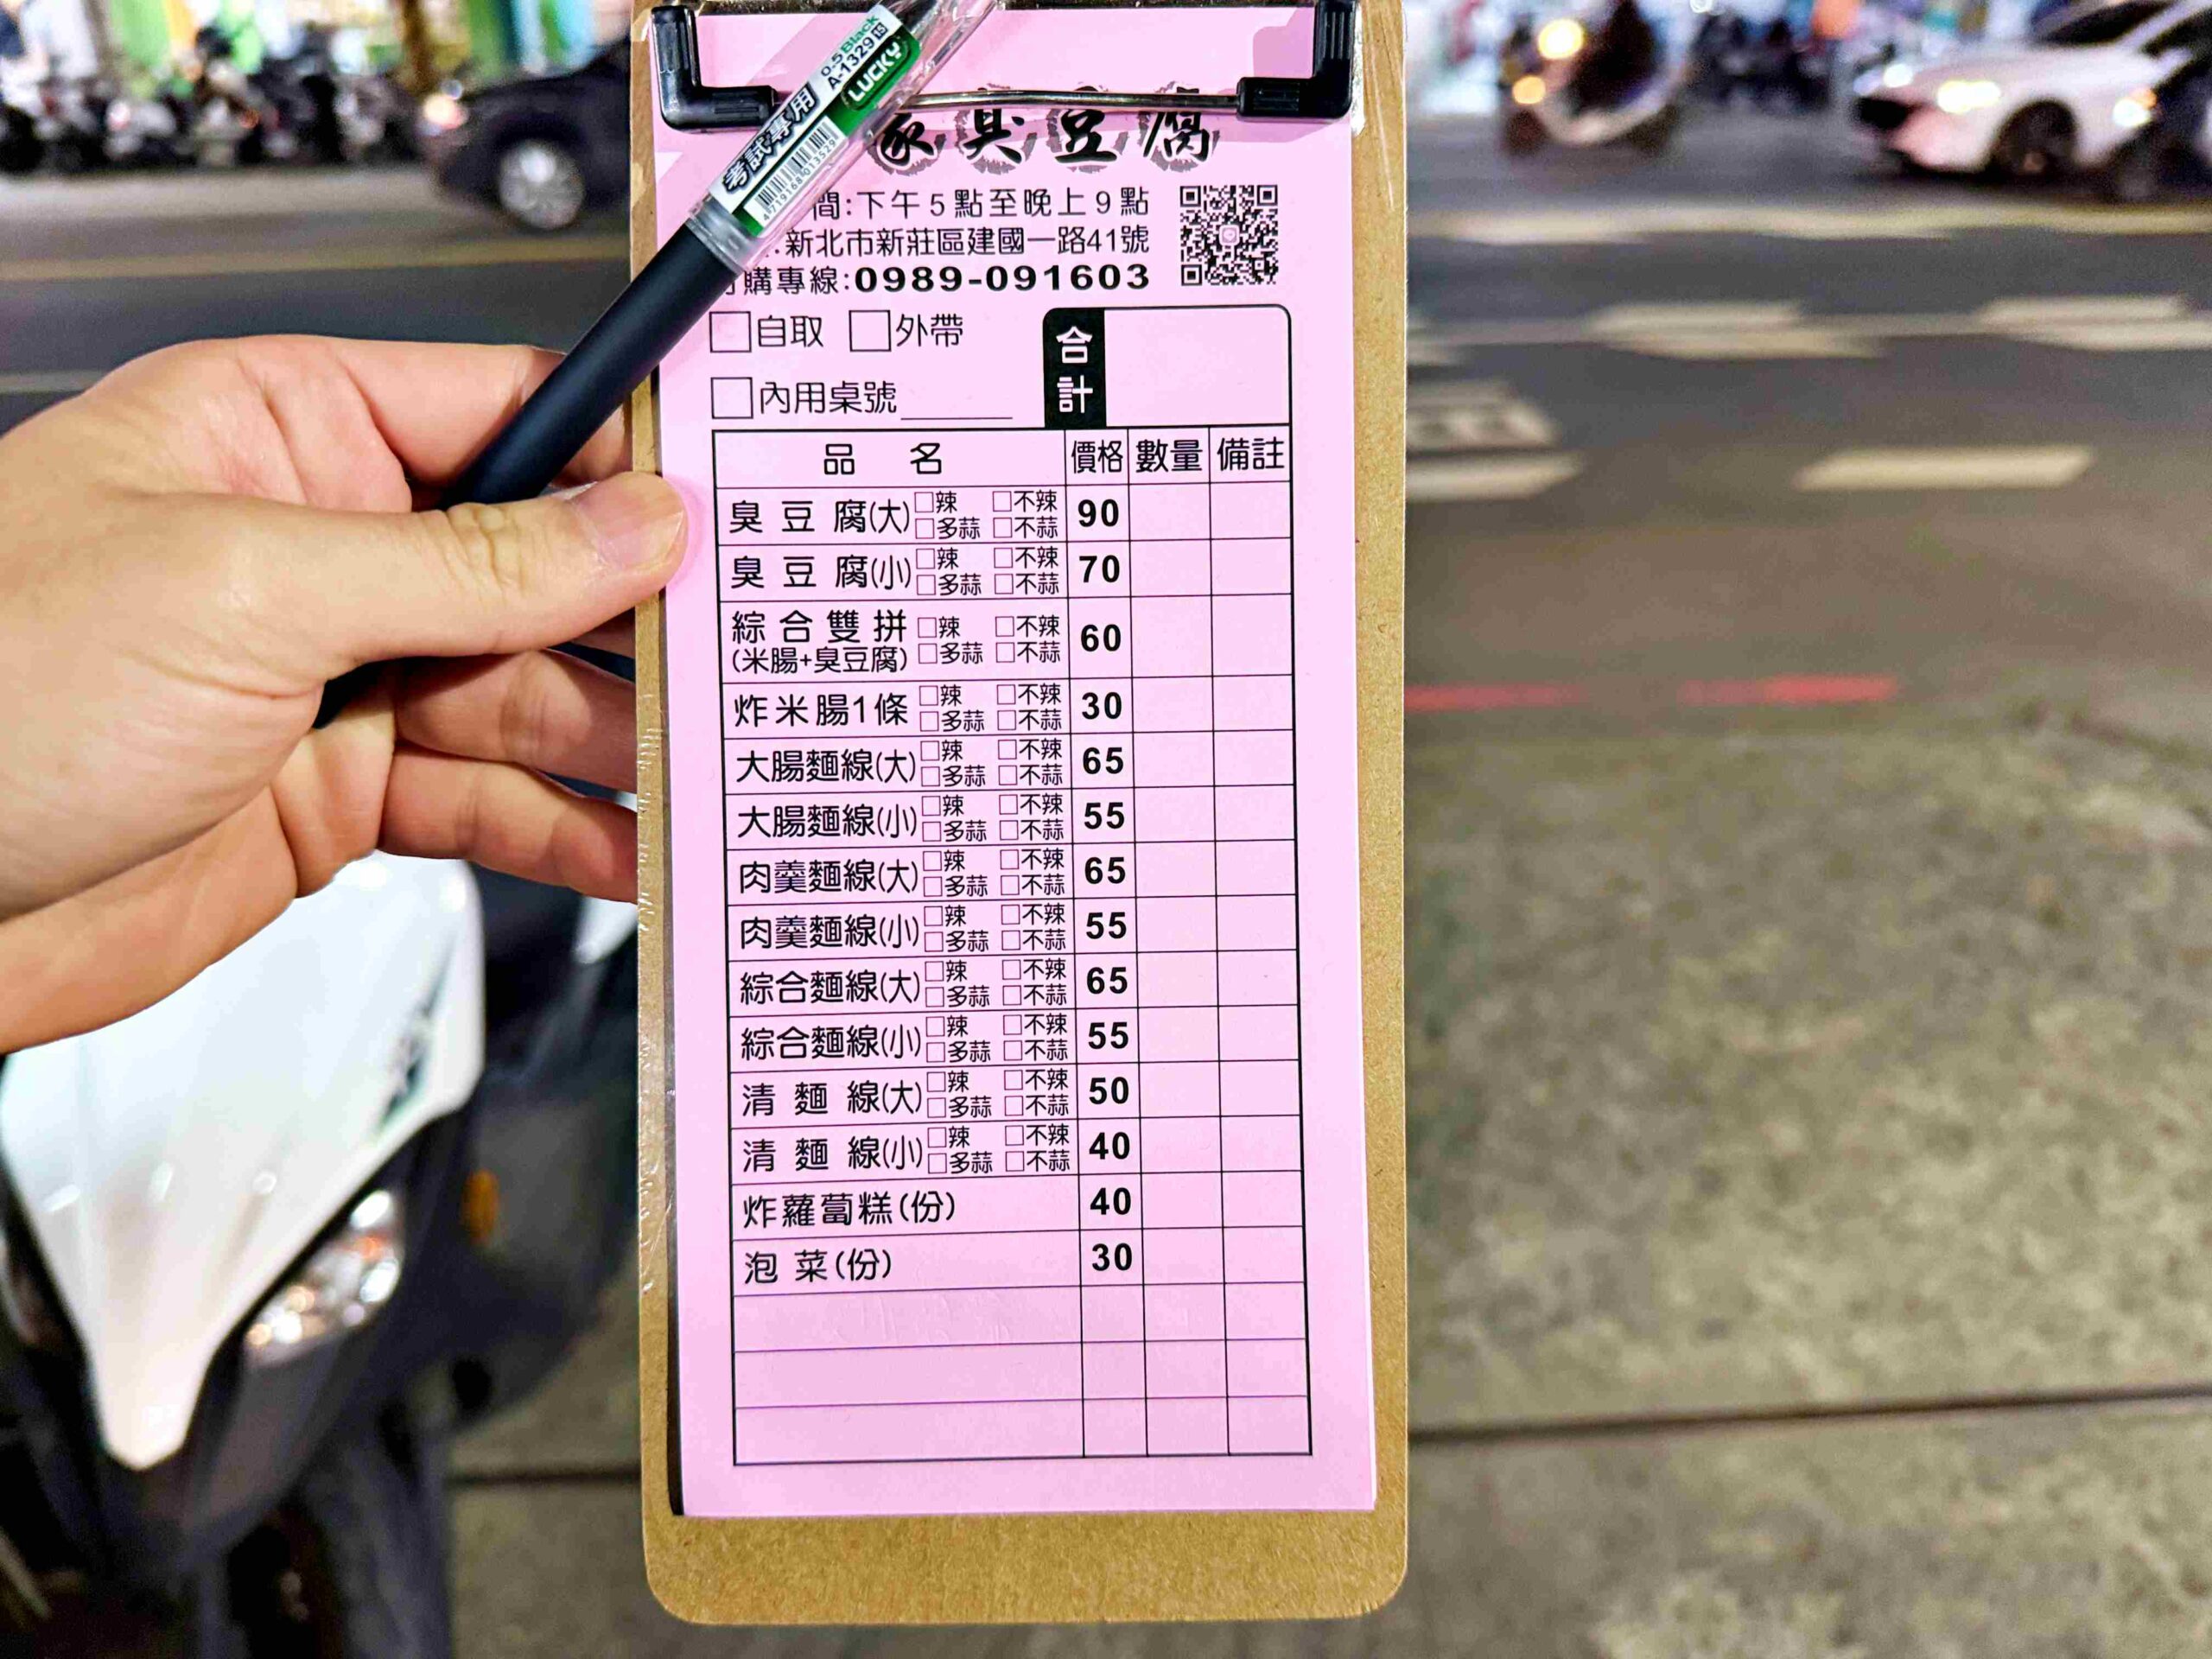 0.5 Black
A-1329
LUCKY
考試專用
4719168013529
家臭豆腐
間:下午5點至晚上9點
:新北市新莊區建國一路41號
購專線:0989-091603
□自取 □外帶
合計
□內用桌號______
品 名 價格 數量 備註
臭豆腐(大) □辣 □不辣 □多蒜 □不蒜 90
臭豆腐(小) □辣 □不辣 □多蒜 □不蒜 70
綜合雙拼 (米腸+臭豆腐) □辣 □不辣 □多蒜 □不蒜 60
炸米腸1條 □辣 □不辣 □多蒜 □不蒜 30
大腸麵線(大) □辣 □不辣 □多蒜 □不蒜 65
大腸麵線(小) □辣 □不辣 □多蒜 □不蒜 55
肉羹麵線(大) □辣 □不辣 □多蒜 □不蒜 65
肉羹麵線(小) □辣 □不辣 □多蒜 □不蒜 55
綜合麵線(大) □辣 □不辣 □多蒜 □不蒜 65
綜合麵線(小) □辣 □不辣 □多蒜 □不蒜 55
清麵線(大) □辣 □不辣 □多蒜 □不蒜 50
清麵線(小) □辣 □不辣 □多蒜 □不蒜 40
炸蘿蔔糕(份) 40
泡菜(份) 30